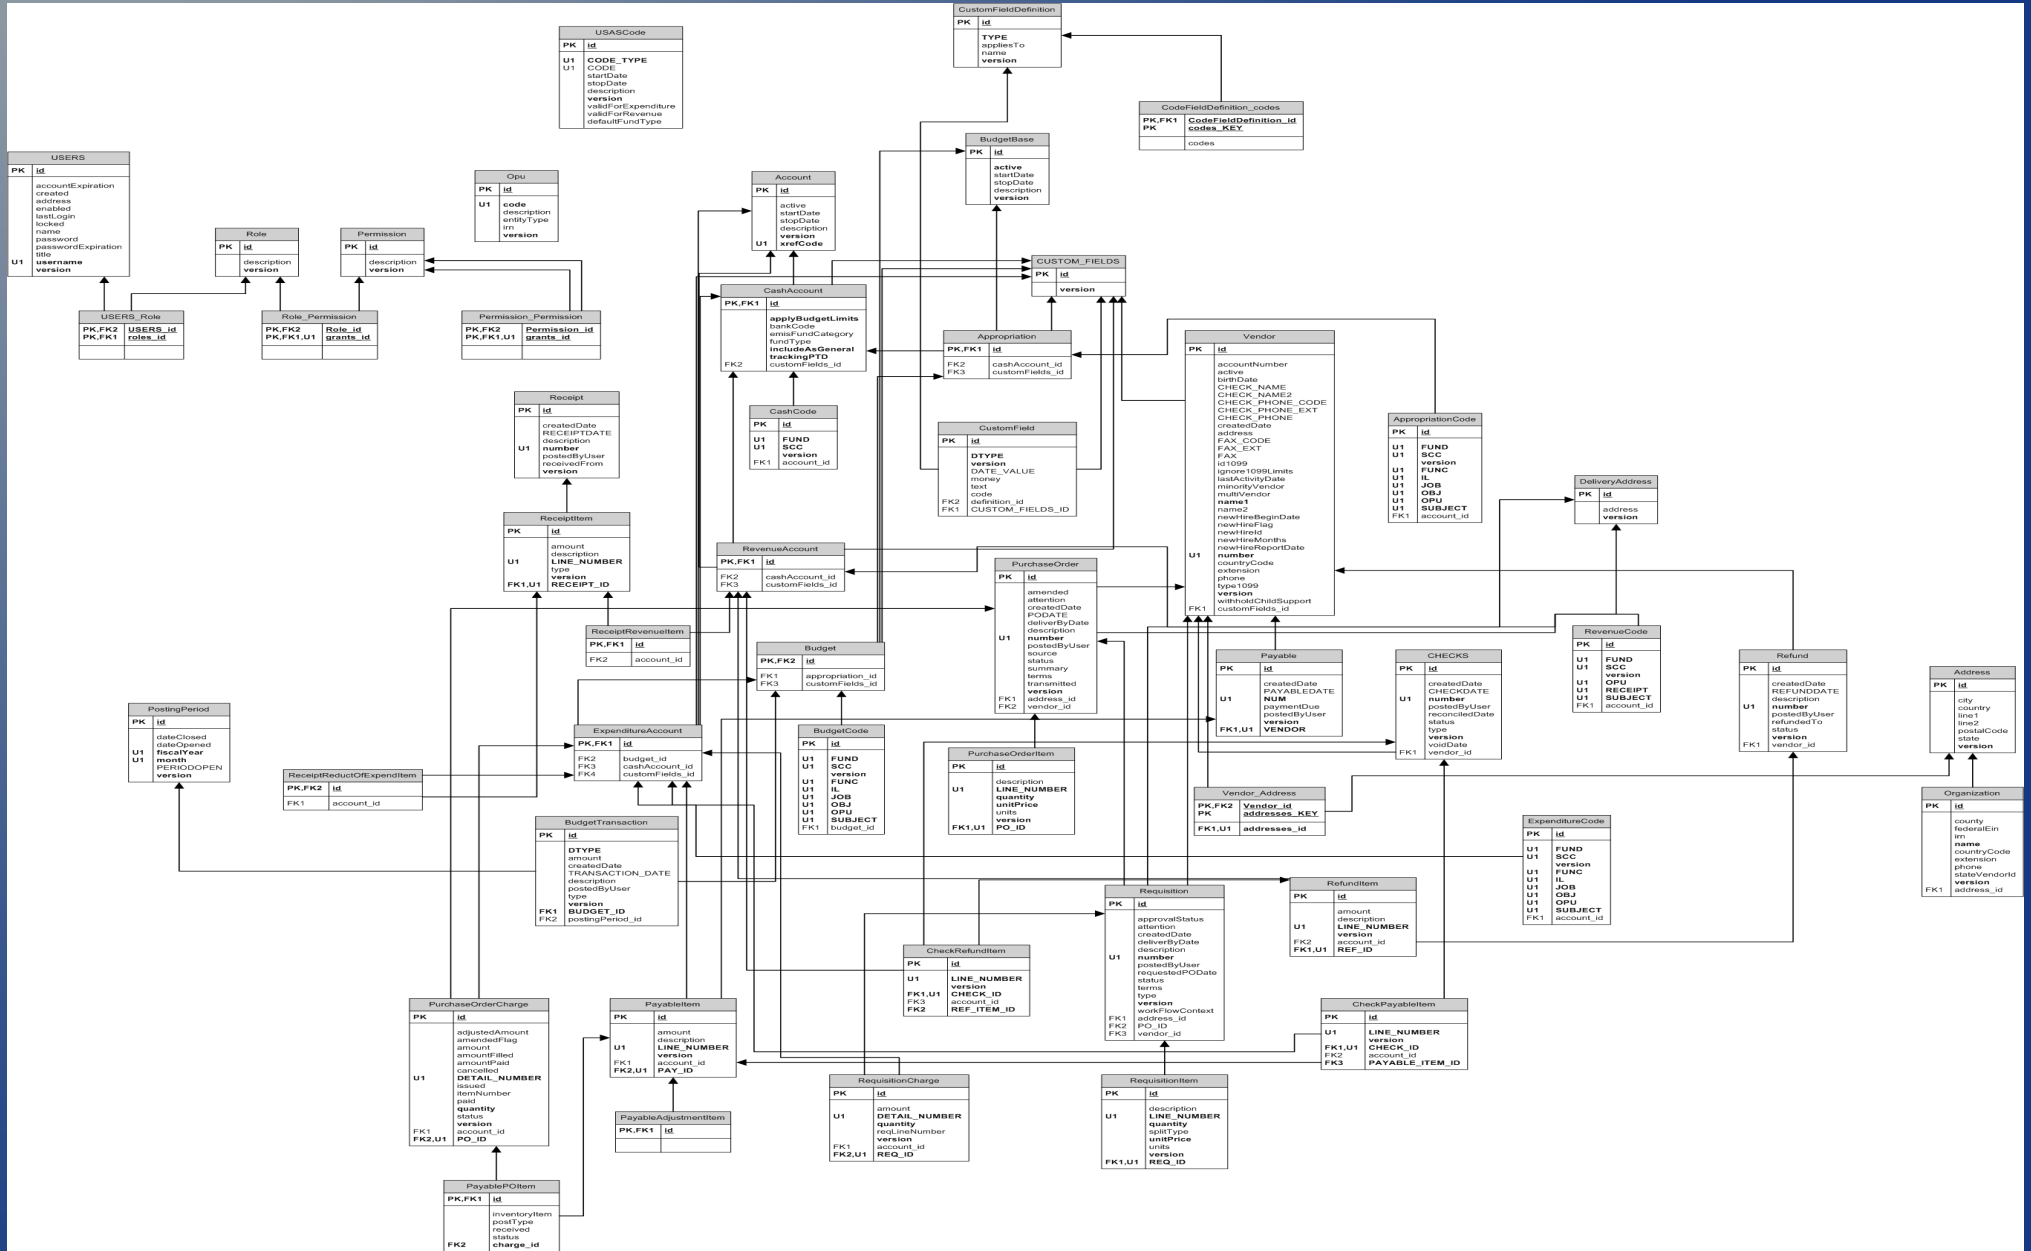 CustomFieldDefinition
PK id
TYPE
appliesTo
name
version
USASCode
PK id
U1 CODE_TYPE
U1 CODE
startDate
stopDate
description
version
validForExpenditure
validForRevenue
defaultFundType
CodeFieldDefinition_codes
PK,FK1 CodeFieldDefinition_id
PK codes_KEY
codes
BudgetBase
PK id
active
startDate
stopDate
description
version
USERS
PK id
accountExpiration
created
address
enabled
lastLogin
locked
name
password
passwordExpiration
title
U1 username
version
Opu
PK id
U1 code
description
entityType
irn
version
Account
PK id
active
startDate
stopDate
description
version
U1 xrefCode
Role
PK id
description
version
Permission
PK id
description
version
CUSTOM_FIELDS
PK id
version
CashAccount
PK,FK1 id
applyBudgetLimits
bankCode
emisFundCategory
fundType
includeAsGeneral
trackingPTD
FK2 customFields_id
USERS_Role
PK,FK2 USERS_id
PK,FK1 roles_id
Role_Permission
PK,FK2 Role_id
PK,FK1,U1 grants_id
Permission_Permission
PK,FK2 Permission_id
PK,FK1,U1 grants_id
Appropriation
PK,FK1 id
FK2 cashAccount_id
FK3 customFields_id
Vendor
PK id
accountNumber
active
birthDate
CHECK_NAME
CHECK_NAME2
CHECK_PHONE_CODE
CHECK_PHONE_EXT
CHECK_PHONE
createdDate
address
FAX_CODE
FAX_EXT
FAX
id1099
ignore1099Limits
lastActivityDate
minorityVendor
multiVendor
name1
name2
newHireBeginDate
newHireFlag
newHireId
newHireMonths
newHireReportDate
U1 number
countryCode
extension
phone
type1099
version
withholdChildSupport
FK1 customFields_id
Receipt
PK id
createdDate
RECEIPTDATE
description
U1 number
postedByUser
receivedFrom
version
CashCode
PK id
U1 FUND
U1 SCC
version
FK1 account_id
CustomField
PK id
DTYPE
version
DATE_VALUE
money
text
code
FK2 definition_id
FK1 CUSTOM_FIELDS_ID
AppropriationCode
PK id
U1 FUND
U1 SCC
version
U1 FUNC
U1 IL
U1 JOB
U1 OBJ
U1 OPU
U1 SUBJECT
FK1 account_id
DeliveryAddress
PK id
address
version
ReceiptItem
PK id
amount
description
U1 LINE_NUMBER
type
version
FK1,U1 RECEIPT_ID
RevenueAccount
PK,FK1 id
FK2 cashAccount_id
FK3 customFields_id
PurchaseOrder
PK id
amended
attention
createdDate
PODATE
deliverByDate
description
U1 number
postedByUser
source
status
summary
terms
transmitted
version
FK1 address_id
FK2 vendor_id
ReceiptRevenueItem
PK,FK1 id
FK2 account_id
Budget
PK,FK2 id
FK1 appropriation_id
FK3 customFields_id
Payable
PK id
createdDate
PAYABLEDATE
U1 NUM
paymentDue
postedByUser
version
FK1,U1 VENDOR
CHECKS
PK id
createdDate
CHECKDATE
U1 number
postedByUser
reconciledDate
status
type
version
voidDate
FK1 vendor_id
RevenueCode
PK id
U1 FUND
U1 SCC
version
U1 OPU
U1 RECEIPT
U1 SUBJECT
FK1 account_id
Refund
PK id
createdDate
REFUNDDATE
description
U1 number
postedByUser
refundedTo
status
version
FK1 vendor_id
Address
PK id
city
country
line1
line2
postalCode
state
version
PostingPeriod
PK id
dateClosed
dateOpened
U1 fiscalYear
U1 month
PERIODOPEN
version
ExpenditureAccount
PK,FK1 id
FK2 budget_id
FK3 cashAccount_id
FK4 customFields_id
BudgetCode
PK id
U1 FUND
U1 SCC
version
U1 FUNC
U1 IL
U1 JOB
U1 OBJ
U1 OPU
U1 SUBJECT
FK1 budget_id
PurchaseOrderItem
PK id
description
U1 LINE_NUMBER
quantity
unitPrice
units
version
FK1,U1 PO_ID
ReceiptReductOfExpendItem
PK,FK2 id
FK1 account_id
Vendor_Address
PK,FK2 Vendor_id
PK addresses_KEY
FK1,U1 addresses_id
Organization
PK id
county
federalEin
irn
name
countryCode
extension
phone
stateVendorId
version
FK1 address_id
BudgetTransaction
PK id
DTYPE
amount
createdDate
TRANSACTION_DATE
description
postedByUser
type
version
FK1 BUDGET_ID
FK2 postingPeriod_id
ExpenditureCode
PK id
U1 FUND
U1 SCC
version
U1 FUNC
U1 IL
U1 JOB
U1 OBJ
U1 OPU
U1 SUBJECT
FK1 account_id
Requisition
PK id
approvalStatus
attention
createdDate
deliverByDate
description
U1 number
postedByUser
requestedPODate
status
terms
type
version
workFlowContext
FK1 address_id
FK2 PO_ID
FK3 vendor_id
RefundItem
PK id
amount
description
U1 LINE_NUMBER
version
FK2 account_id
FK1,U1 REF_ID
CheckRefundItem
PK id
U1 LINE_NUMBER
version
FK1,U1 CHECK_ID
FK3 account_id
FK2 REF_ITEM_ID
PurchaseOrderCharge
PK id
adjustedAmount
amendedFlag
amount
amountFilled
amountPaid
cancelled
U1 DETAIL_NUMBER
issued
itemNumber
paid
quantity
status
version
FK1 account_id
FK2,U1 PO_ID
PayableItem
PK id
amount
description
U1 LINE_NUMBER
version
FK1 account_id
FK2,U1 PAY_ID
CheckPayableItem
PK id
U1 LINE_NUMBER
version
FK1,U1 CHECK_ID
FK2 account_id
FK3 PAYABLE_ITEM_ID
RequisitionCharge
PK id
amount
U1 DETAIL_NUMBER
quantity
reqLineNumber
version
FK1 account_id
FK2,U1 REQ_ID
RequisitionItem
PK id
description
U1 LINE_NUMBER
quantity
splitType
unitPrice
units
version
FK1,U1 REQ_ID
PayableAdjustmentItem
PK,FK1 id
PayablePOItem
PK,FK1 id
inventoryItem
postType
received
status
FK2 charge_id